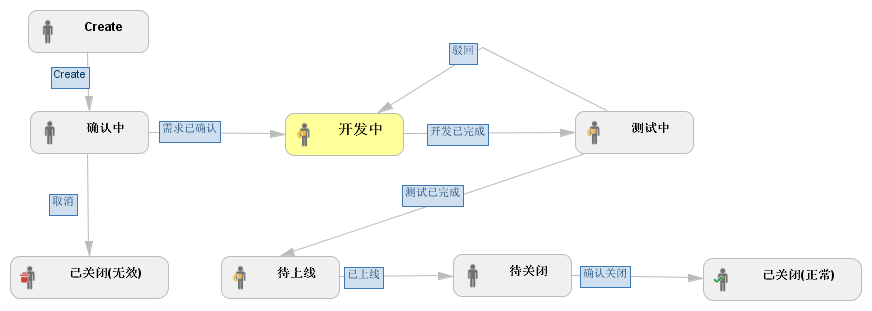 Create
驳回
Create
确认中
需求已确认
开发中
开发已完成
测试中
取消
测试已完成
已关闭(无效)
待上线
已上线
待关闭
确认关闭
已关闭(正常)